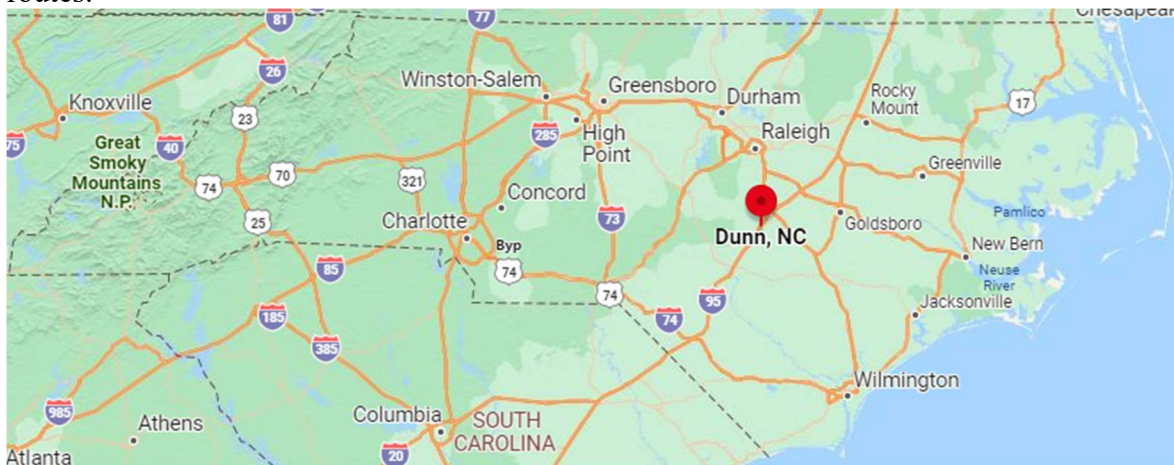 routes.
81
77
Chesapeak
26
Winston-Salem
Greensboro
Rocky
Mount
17
Knoxville
23
Durham
285
High
Point
Raleigh
75
Great
Smoky
Mountains
N.P.
40
70
74
321
Greenville
Concord
25
Charlotte
73
Pamlico
Goldsboro
Dunn, NC
Byp
74
New Bern
85
Neuse
River
74
95
Jacksonville
185
74
385
Wilmington
985
Columbia
SOUTH
CAROLINA
Athens
20
Atlanta